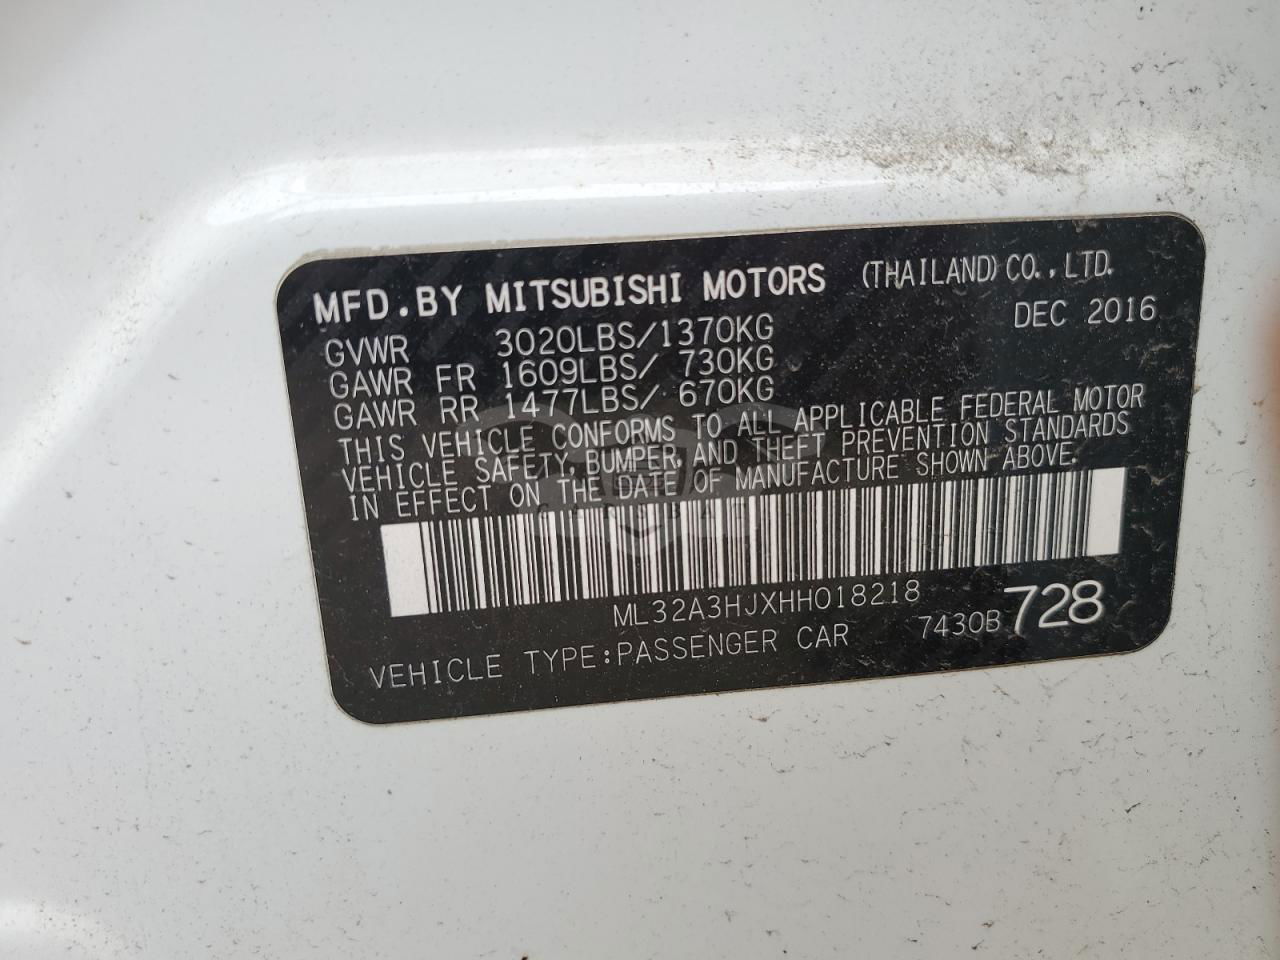 MFD.BY MITSUBISHI MOTORS (THAILAND) CO.,LTD.
DEC 2016
GVWR 3020LBS/1370KG
GAWR FR 1609LBS/ 730KG
GAWR RR 1477LBS/ 670KG
THIS VEHICLE CONFORMS TO ALL APPLICABLE FEDERAL MOTOR
VEHICLE SAFETY, BUMPER, AND THEFT PREVENTION STANDARDS
IN EFFECT ON THE DATE OF MANUFACTURE SHOWN ABOVE.
ML32A3HJXHH018218
7430B 728
VEHICLE TYPE:PASSENGER CAR